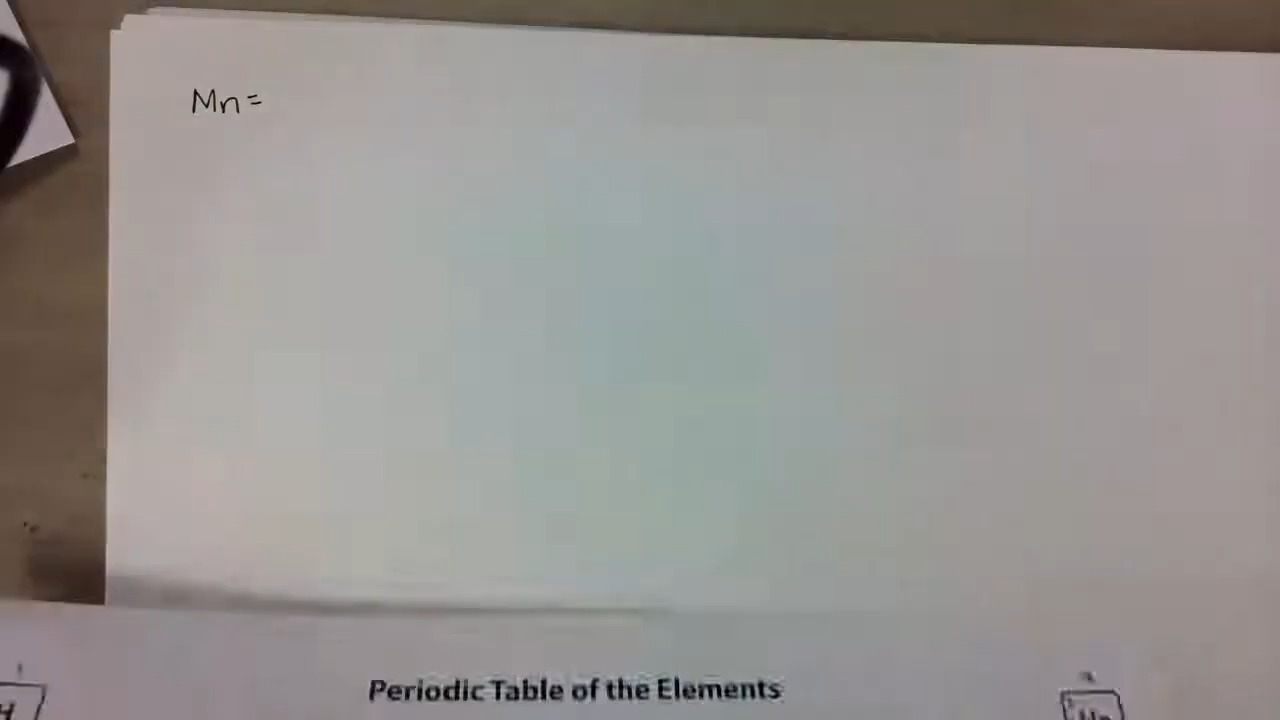 Mn =
Periodic Table of the Elements
H